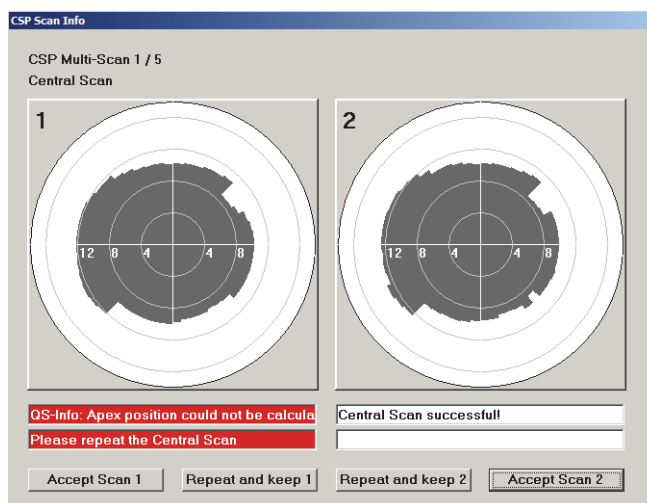 CSP Scan Info
CSP Multi-Scan 1 / 5
Central Scan
1
2
12 8 4 4 8
12 8 4 4 8
QS-Info: Apex position could not be calcula
Central Scan successful!
Please repeat the Central Scan
Accept Scan 1
Repeat and keep 1
Repeat and keep 2
Accept Scan 2